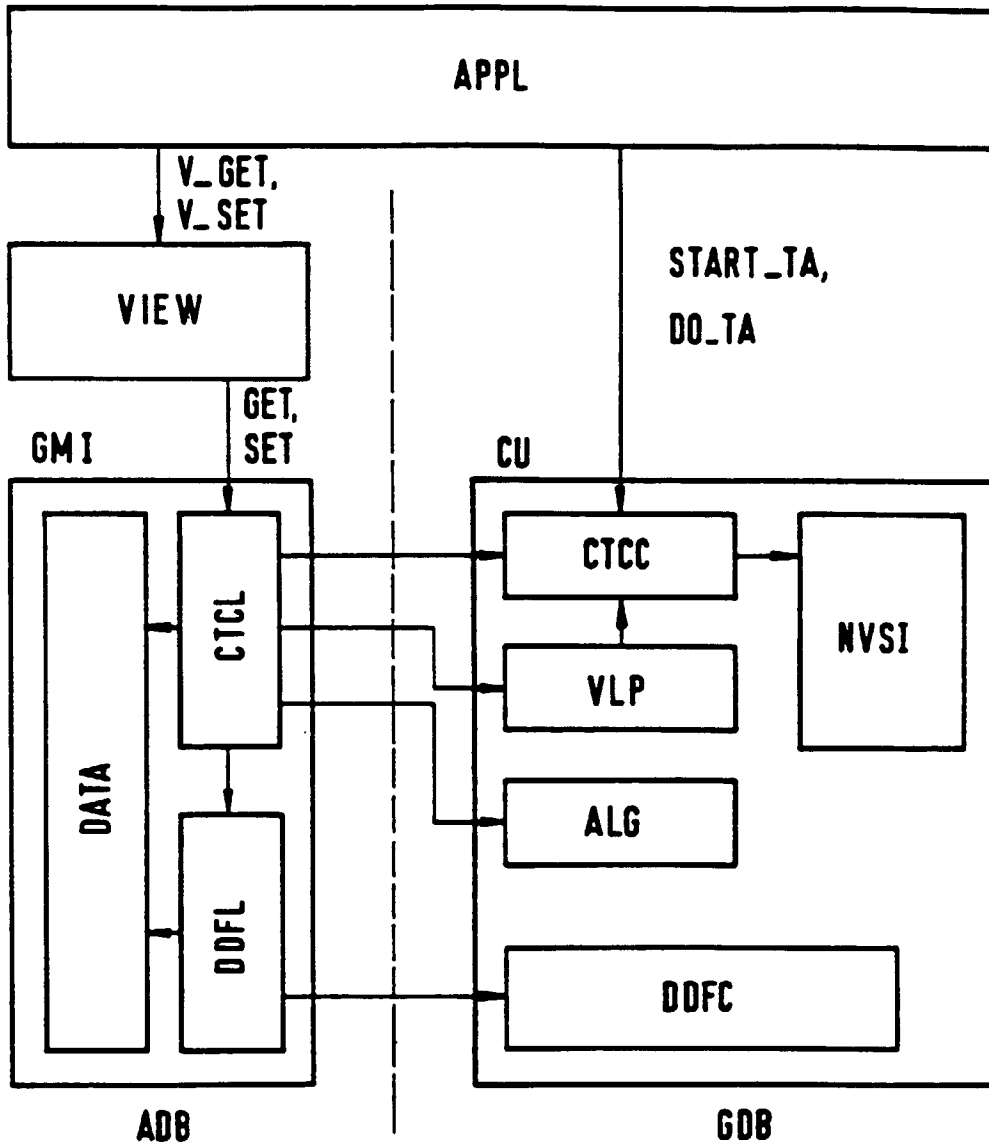 APPL
V_GET,
V_SET
START_TA,
DO_TA
VIEW
GET,
SET
GMI
CU
CTCL
CTCC
NVSI
VLP
DATA
ALG
DDFL
DDFC
ADB
GDB